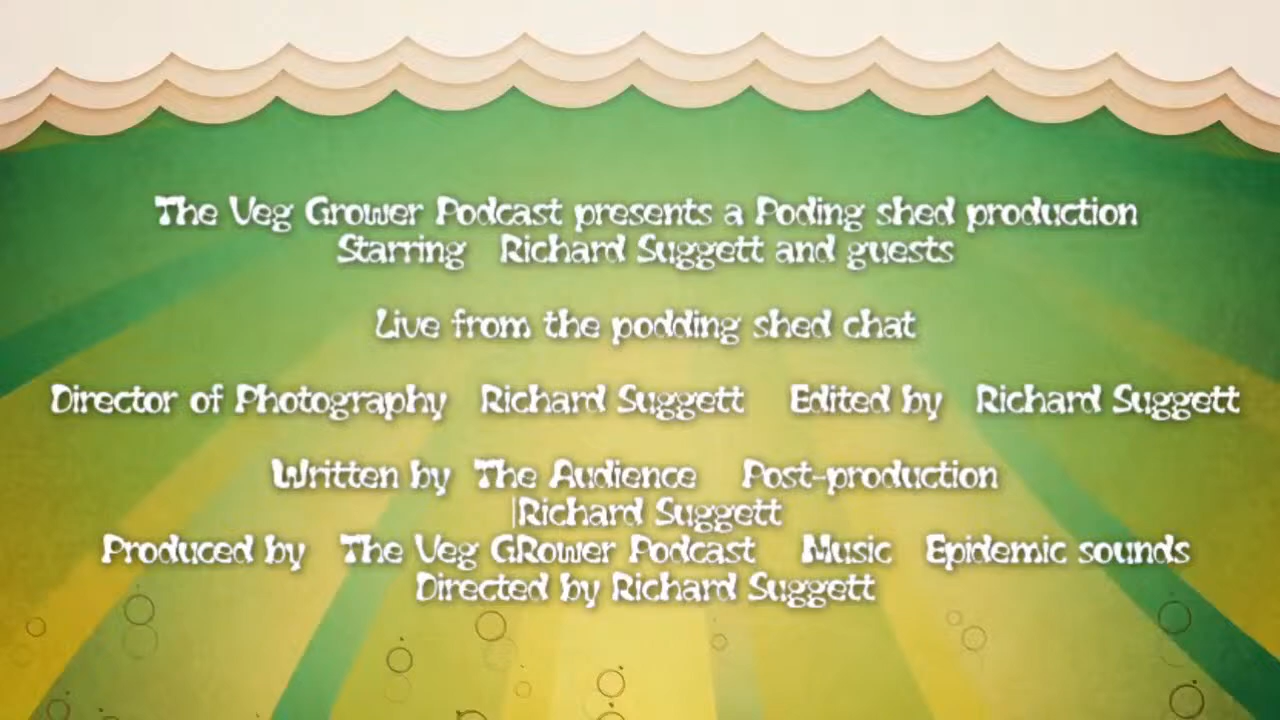 The Veg Grower Podcast presents a Poding shed production
Starring Richard Suggett and guests
Live from the podding shed chat
Director of Photography Richard Suggett Edited by Richard Suggett
Written by The Audience Post-production
|Richard Suggett
Produced by The Veg GRower Podcast Music Epidemic sounds
Directed by Richard Suggett